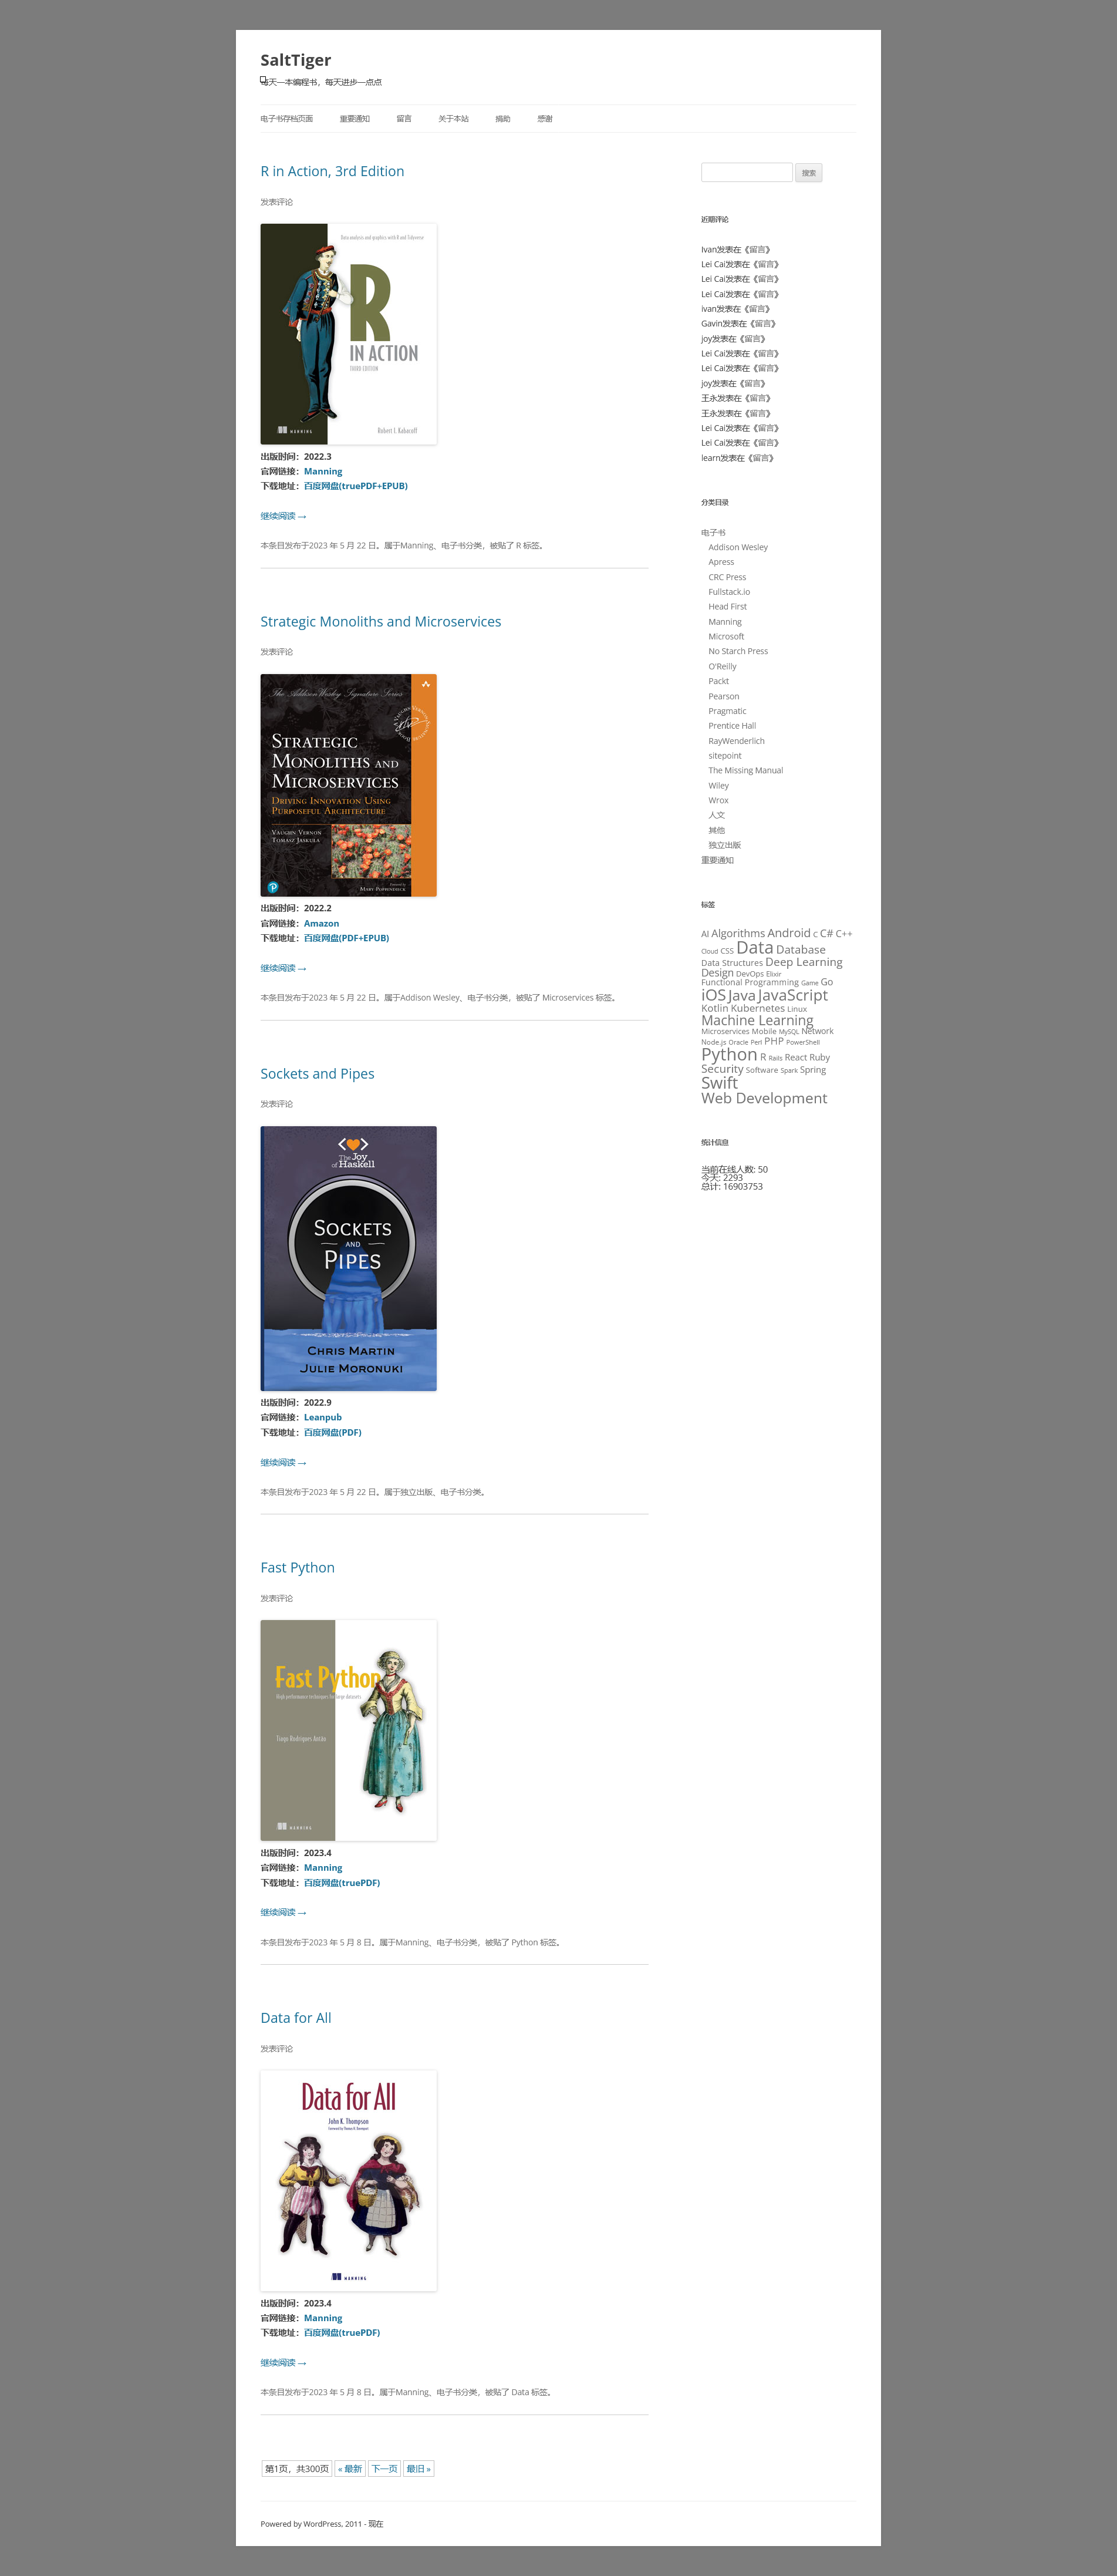 SaltTiger
每天一本编程书，每天进步一点点
电子书存档页面 重要通知 留言 关于本站 捐助 感谢
R in Action, 3rd Edition
发表评论
Data analysis and graphics with R and Tidyverse
R
IN ACTION
THIRD EDITION
MANNING
Robert I. Kabacoff
出版时间：2022.3
官网链接：Manning
下载地址：百度网盘(truePDF+EPUB)
继续阅读 →
本条目发布于2023 年 5 月 22 日。属于Manning、电子书分类，被贴了 R 标签。
Strategic Monoliths and Microservices
发表评论
The Addison Wesley Signature Series
STRATEGIC
MONOLITHS AND
MICROSERVICES
DRIVING INNOVATION USING
PURPOSEFUL ARCHITECTURE
VAUGHN VERNON
TOMASZ JASKUŁA
Foreword by
MARY POPPENDIECK
出版时间：2022.2
官网链接：Amazon
下载地址：百度网盘(PDF+EPUB)
继续阅读 →
本条目发布于2023 年 5 月 22 日。属于Addison Wesley、电子书分类，被贴了 Microservices 标签。
Sockets and Pipes
发表评论
The Joy
of Haskell
SOCKETS
AND
PIPES
CHRIS MARTIN
JULIE MORONUKI
出版时间：2022.9
官网链接：Leanpub
下载地址：百度网盘(PDF)
继续阅读 →
本条目发布于2023 年 5 月 22 日。属于独立出版、电子书分类。
Fast Python
发表评论
Fast Python
High performance techniques for large datasets
Tiago Rodrigues Antão
MANNING
出版时间：2023.4
官网链接：Manning
下载地址：百度网盘(truePDF)
继续阅读 →
本条目发布于2023 年 5 月 8 日。属于Manning、电子书分类，被贴了 Python 标签。
Data for All
发表评论
Data for All
John K. Thompson
Foreword by Thomas H. Davenport
MANNING
出版时间：2023.4
官网链接：Manning
下载地址：百度网盘(truePDF)
继续阅读 →
本条目发布于2023 年 5 月 8 日。属于Manning、电子书分类，被贴了 Data 标签。
第1页，共300页 « 最新 下一页 最旧 »
搜索
近期评论
Ivan发表在《留言》
Lei Cai发表在《留言》
Lei Cai发表在《留言》
Lei Cai发表在《留言》
ivan发表在《留言》
Gavin发表在《留言》
joy发表在《留言》
Lei Cai发表在《留言》
Lei Cai发表在《留言》
joy发表在《留言》
王永发表在《留言》
王永发表在《留言》
Lei Cai发表在《留言》
Lei Cai发表在《留言》
learn发表在《留言》
分类目录
电子书
Addison Wesley
Apress
CRC Press
Fullstack.io
Head First
Manning
Microsoft
No Starch Press
O'Reilly
Packt
Pearson
Pragmatic
Prentice Hall
RayWenderlich
sitepoint
The Missing Manual
Wiley
Wrox
人文
其他
独立出版
重要通知
标签
AI Algorithms Android C C# C++
Cloud CSS Data Database
Data Structures Deep Learning
Design DevOps Elixir
Functional Programming Game Go
iOS Java JavaScript
Kotlin Kubernetes Linux
Machine Learning
Microservices Mobile MySQL Network
Node.js Oracle Perl PHP PowerShell
Python R Rails React Ruby
Security Software Spark Spring
Swift
Web Development
统计信息
当前在线人数: 50
今天: 2293
总计: 16903753
Powered by WordPress, 2011 - 现在